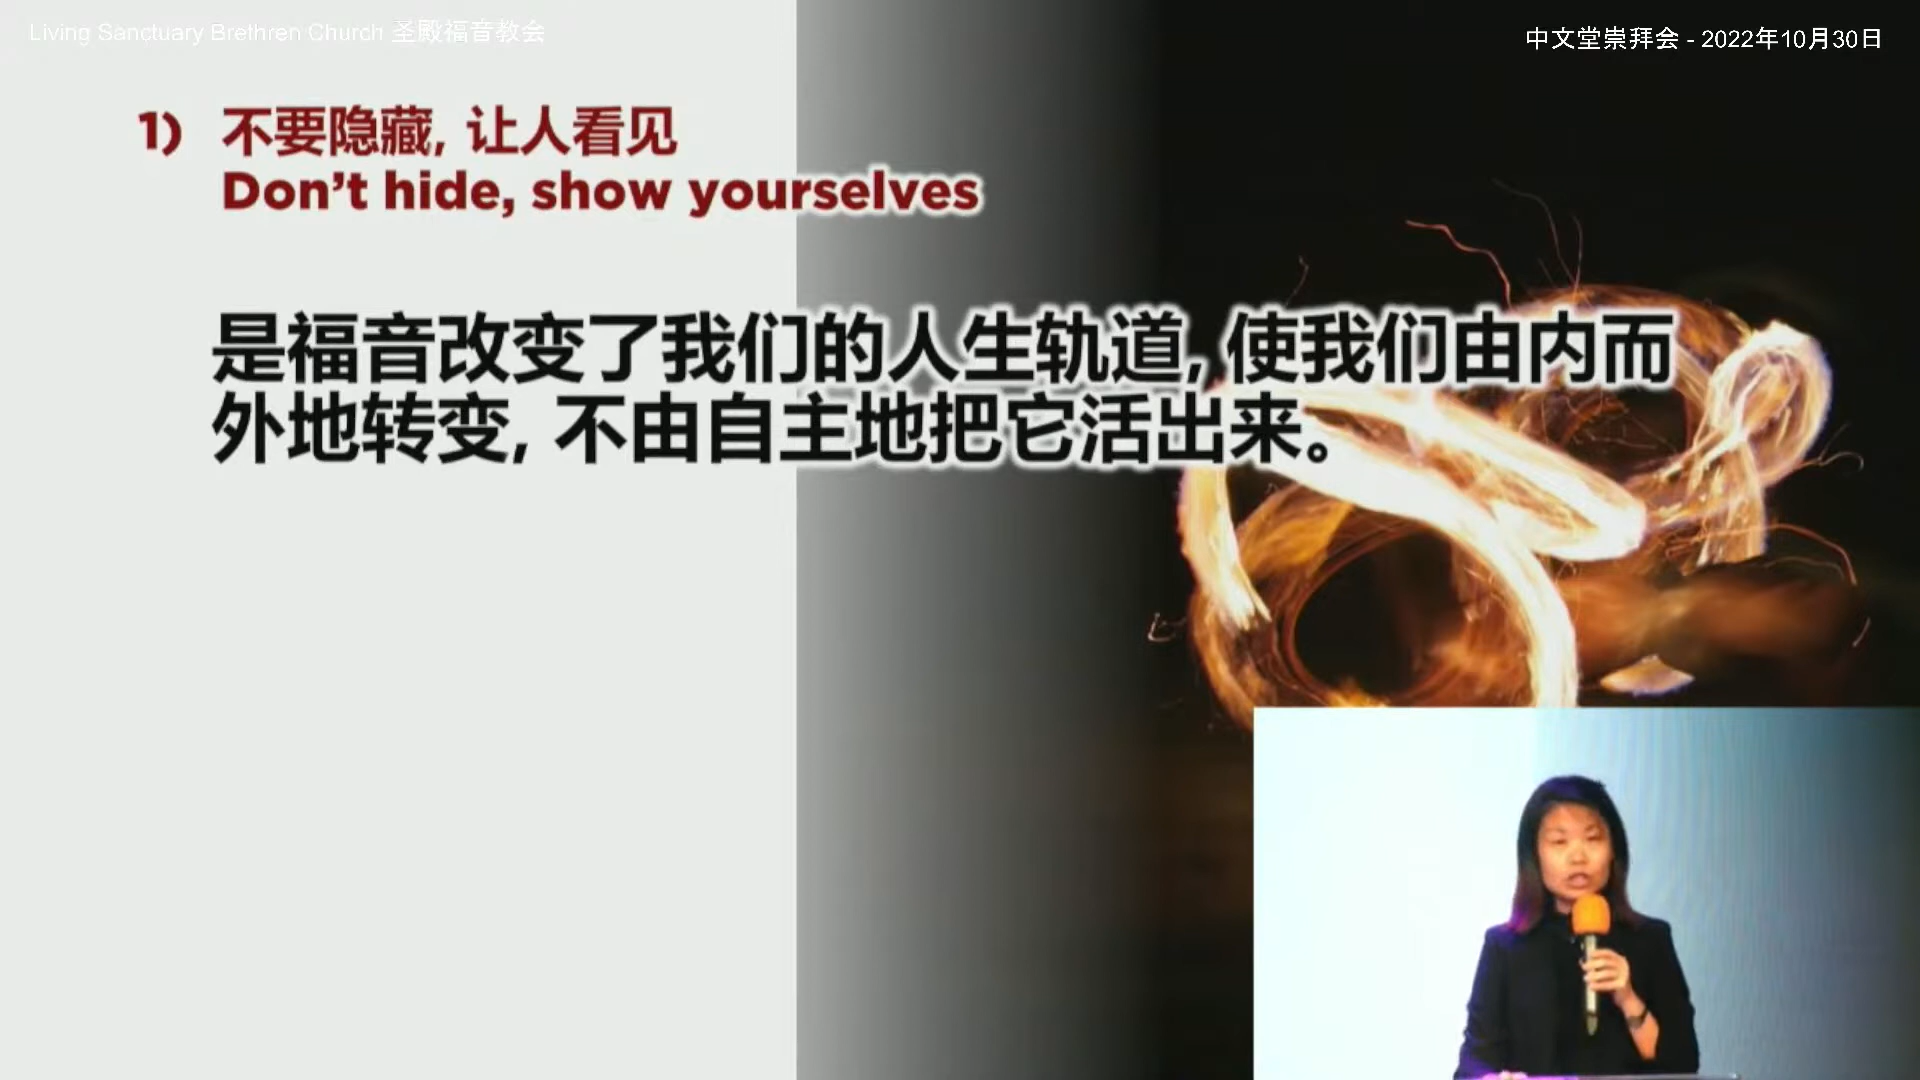 Living Sanctuary Brethren Church 圣殿福音教会
中文堂崇拜会 - 2022年10月30日
1) 不要隐藏, 让人看见
Don't hide, show yourselves
是福音改变了我们的人生轨道, 使我们由内而
外地转变, 不由自主地把它活出来。